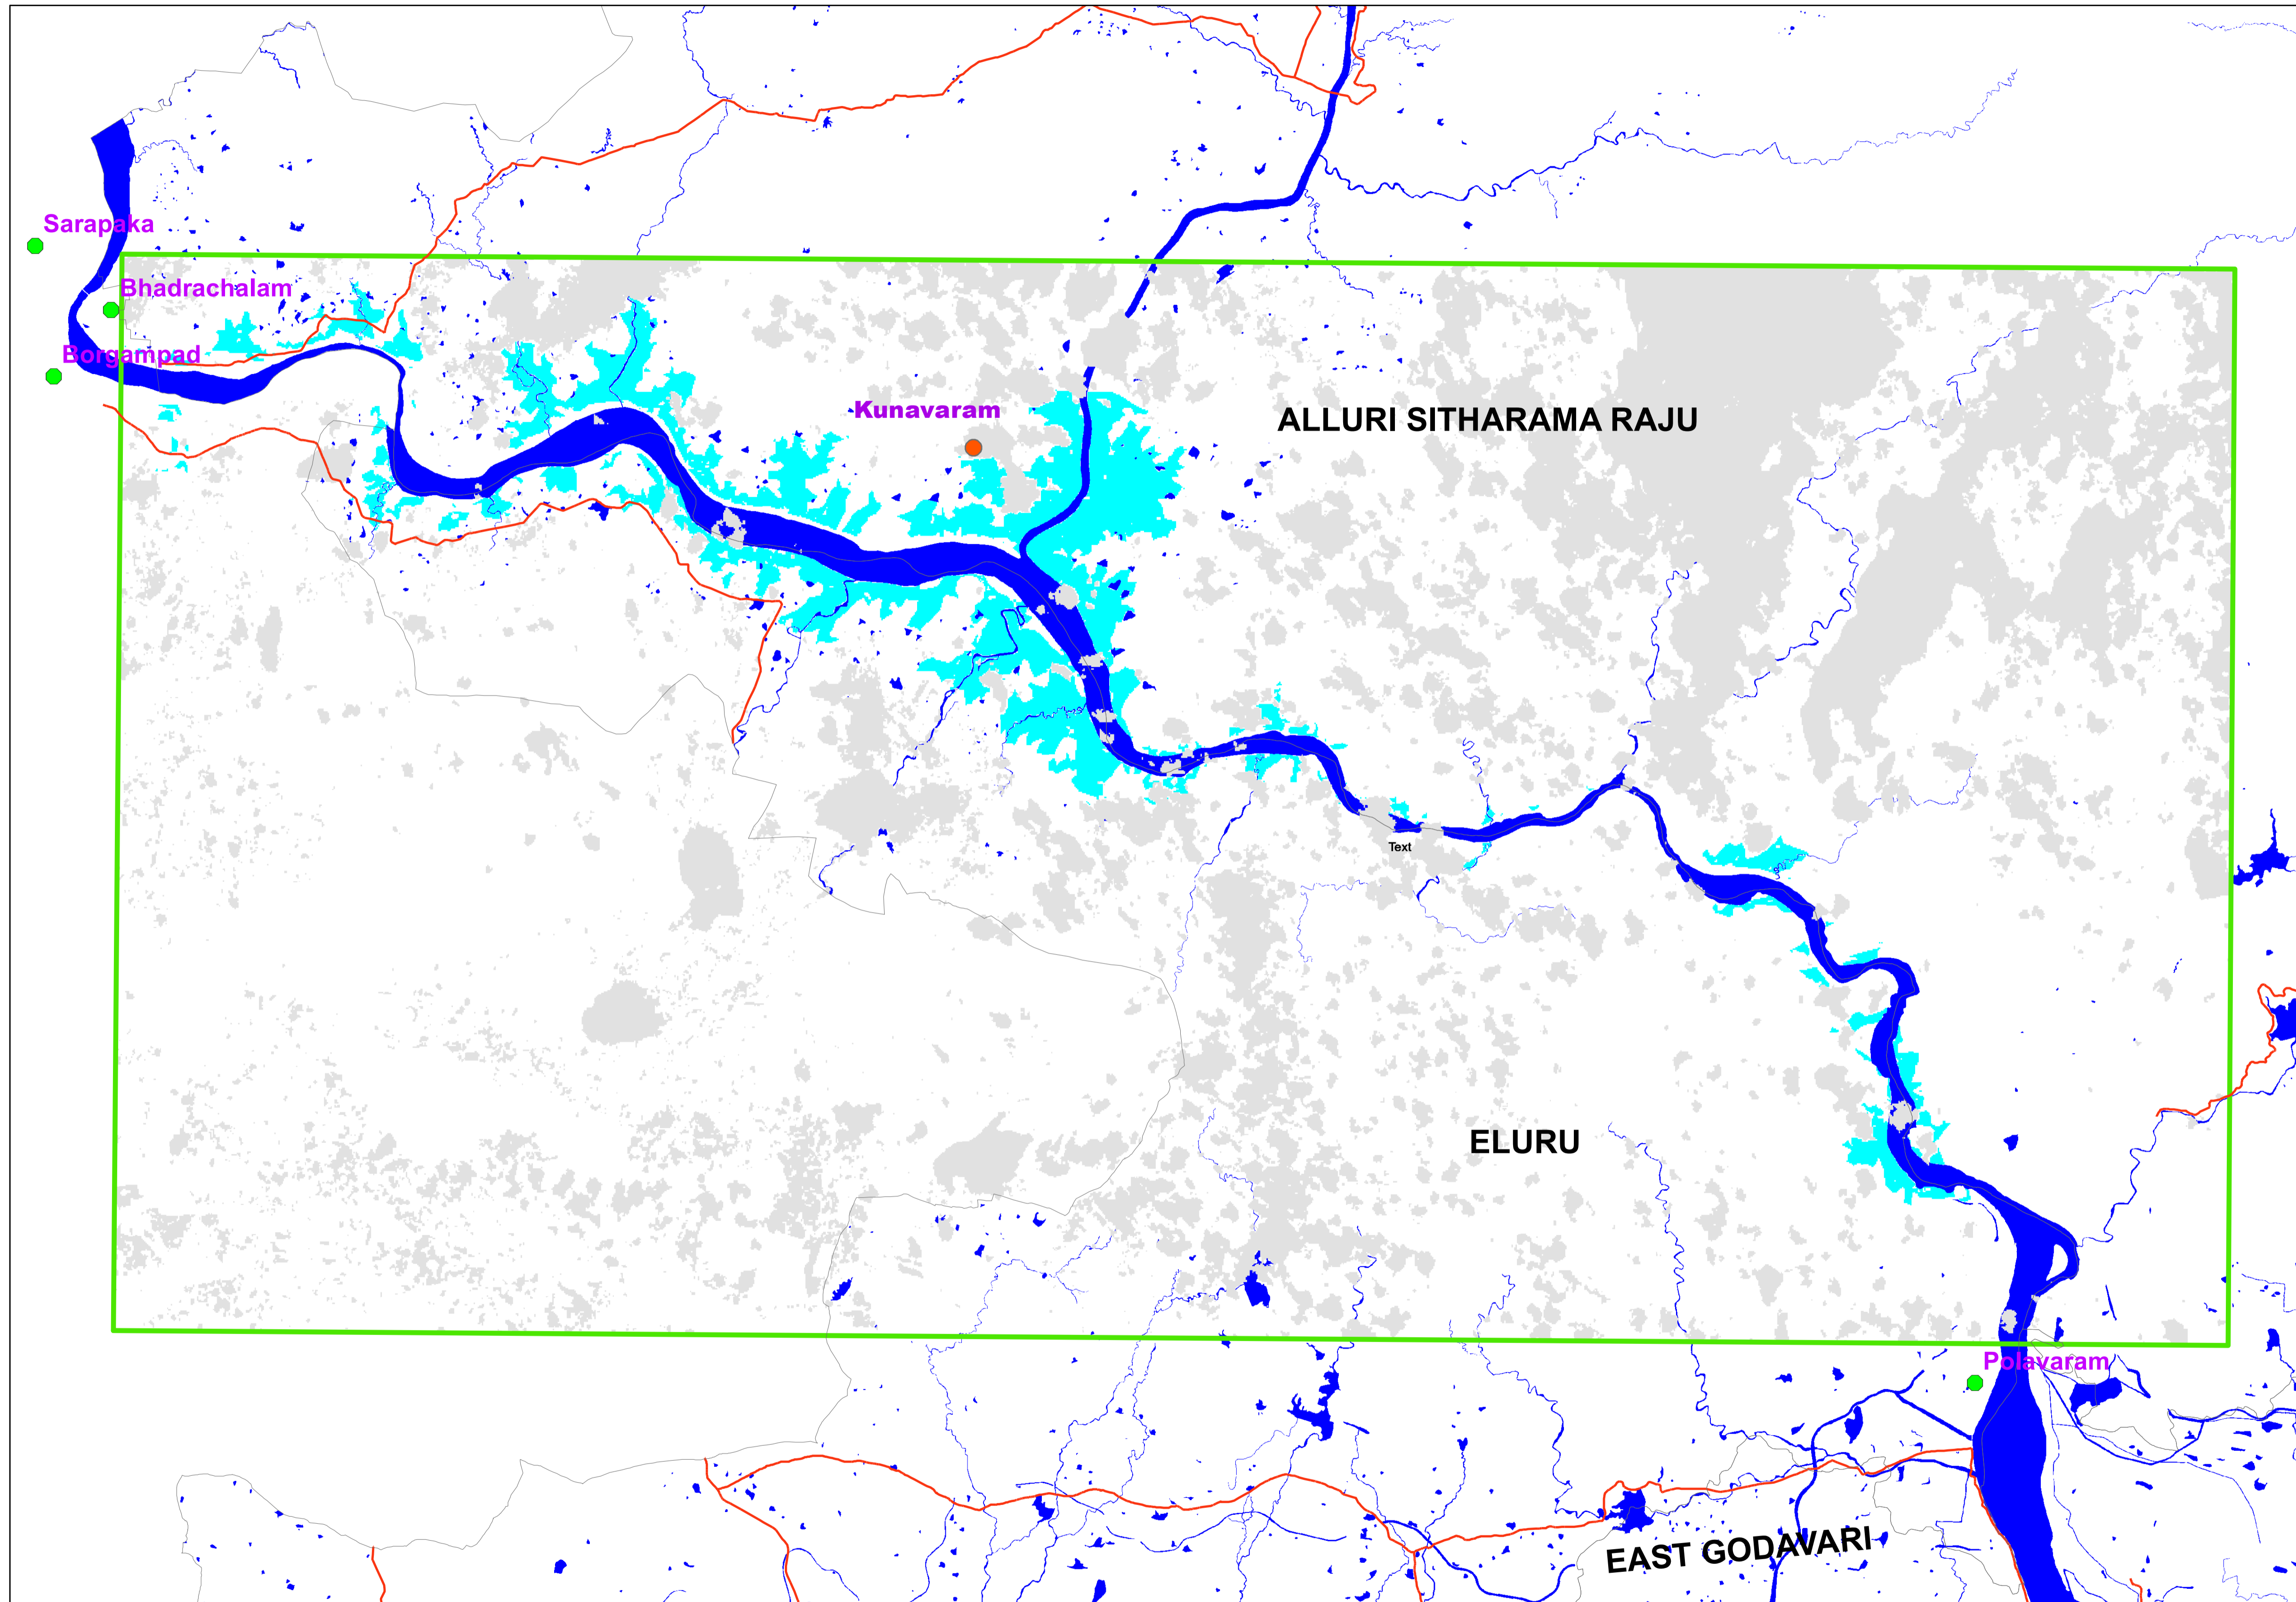 Sarapaka
Bhadrachalam
Borgampad
Kunavaram
ALLURI SITHARAMA RAJU
Text
ELURU
Polavaram
EAST GODAVARI